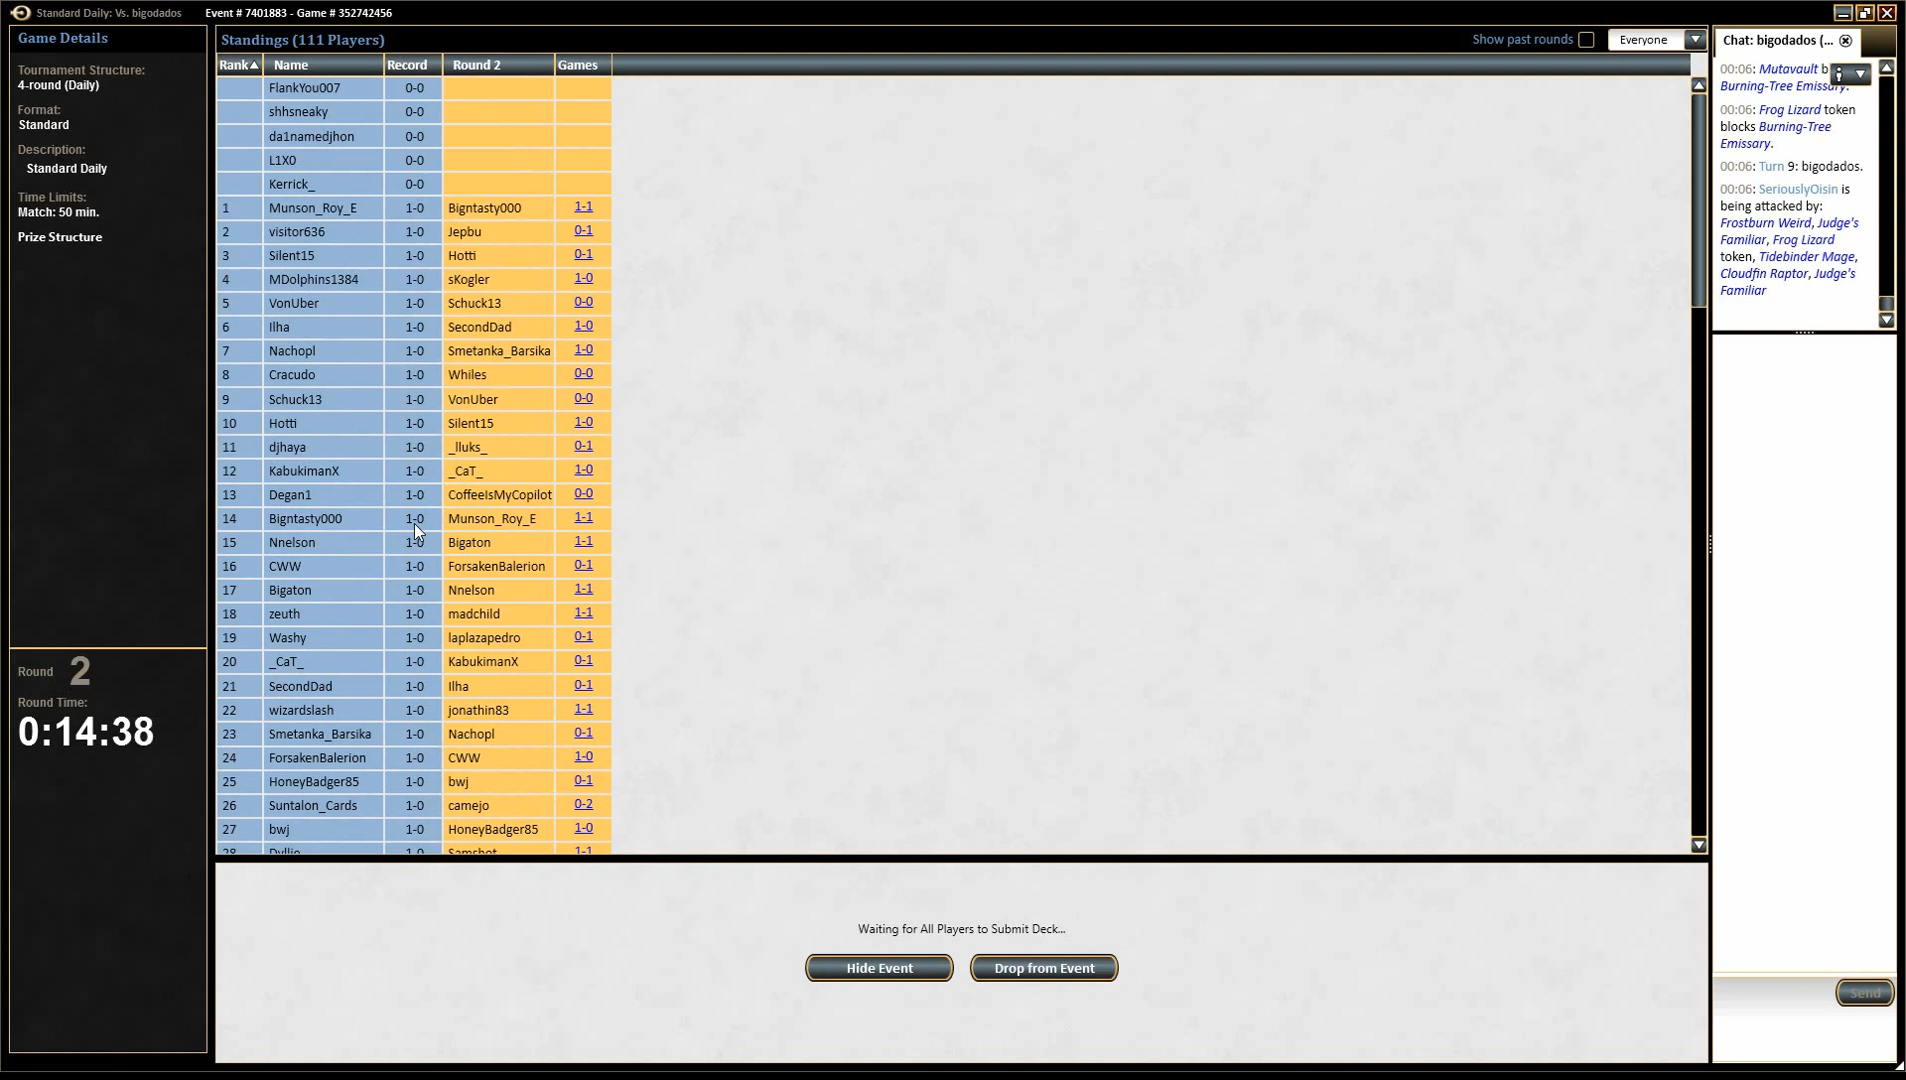 Standard Daily: Vs. bigodados Event # 7401883 - Game # 352742456
Game Details
Tournament Structure:
4-round (Daily)
Format:
Standard
Description:
Standard Daily
Time Limits:
Match: 50 min.
Prize Structure
Round 2
Round Time:
0:14:38
Standings (111 Players) Show past rounds Everyone
Rank Name Record Round 2 Games
FlankYou007 0-0
shhsneaky 0-0
da1namedjhon 0-0
L1X0 0-0
Kerrick_ 0-0
1 Munson_Roy_E 1-0 Bigntasty000 1-1
2 visitor636 1-0 Jepbu 0-1
3 Silent15 1-0 Hotti 0-1
4 MDolphins1384 1-0 sKogler 1-0
5 VonUber 1-0 Schuck13 0-0
6 Ilha 1-0 SecondDad 1-0
7 Nachopl 1-0 Smetanka_Barsika 1-0
8 Cracudo 1-0 Whiles 0-0
9 Schuck13 1-0 VonUber 0-0
10 Hotti 1-0 Silent15 1-0
11 djhaya 1-0 _lluks_ 0-1
12 KabukimanX 1-0 _CaT_ 1-0
13 Degan1 1-0 CoffeeIsMyCopilot 0-0
14 Bigntasty000 1-0 Munson_Roy_E 1-1
15 Nnelson 1-0 Bigaton 1-1
16 CWW 1-0 ForsakenBalerion 0-1
17 Bigaton 1-0 Nnelson 1-1
18 zeuth 1-0 madchild 1-1
19 Washy 1-0 laplazapedro 0-1
20 _CaT_ 1-0 KabukimanX 0-1
21 SecondDad 1-0 Ilha 0-1
22 wizardslash 1-0 jonathin83 1-1
23 Smetanka_Barsika 1-0 Nachopl 0-1
24 ForsakenBalerion 1-0 CWW 1-0
25 HoneyBadger85 1-0 bwj 0-1
26 Suntalon_Cards 1-0 camejo 0-2
27 bwj 1-0 HoneyBadger85 1-0
28 1-0 1-1
Waiting for All Players to Submit Deck...
Hide Event Drop from Event
Chat: bigodados (...
00:06: Mutavault b
Burning-Tree Emissary.
00:06: Frog Lizard token
blocks Burning-Tree
Emissary.
00:06: Turn 9: bigodados.
00:06: SeriouslyOisin is
being attacked by:
Frostburn Weird, Judge's
Familiar, Frog Lizard
token, Tidebinder Mage,
Cloudfin Raptor, Judge's
Familiar
Send